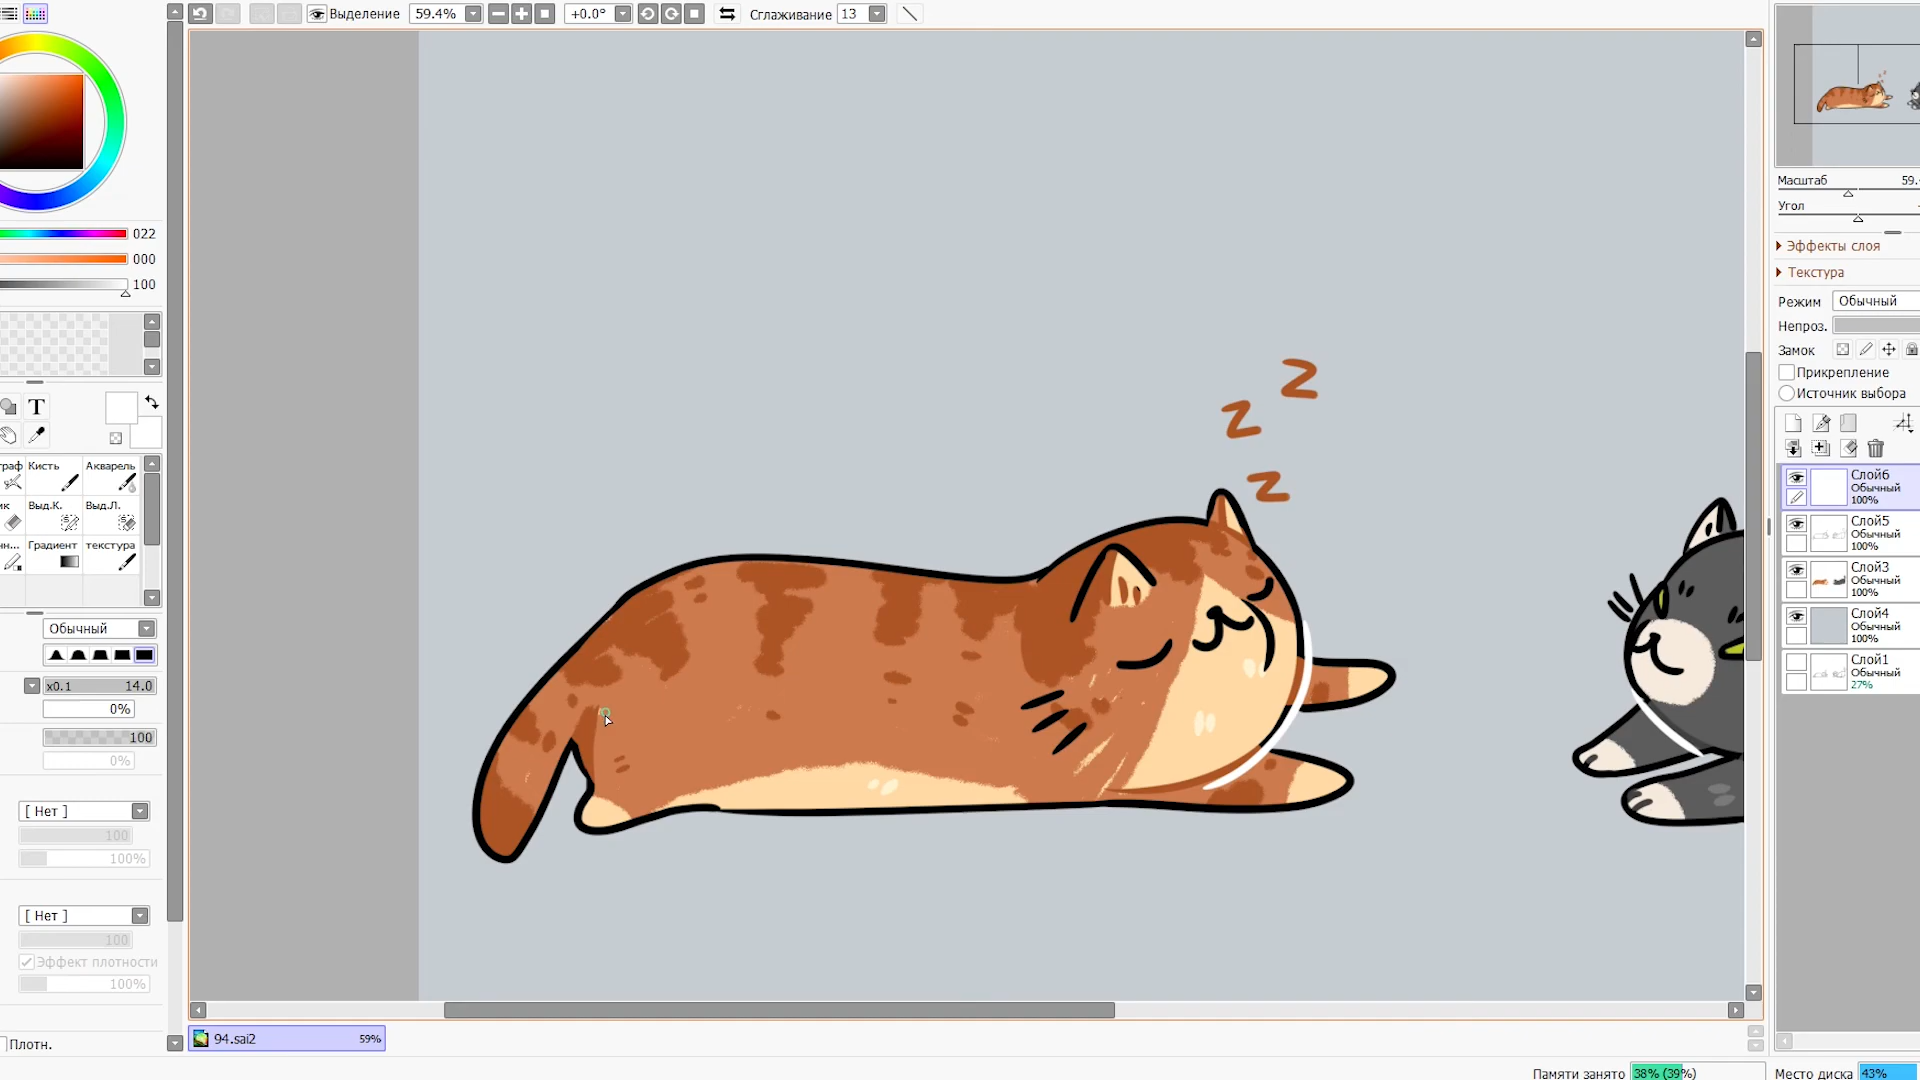 Выделение 59.4% +0.0° Сглаживание 13
022
000
100
T
Кисть Акварель
Выд.К. Выд.Л.
Градиент текстура
Обычный
x0.1 14.0
0%
100
0%
[ Нет ]
100
100%
[ Нет ]
100
Эффект плотности
100%
Плотн.
z
z
z
94.sai2 59%
Масштаб 59.
Угол
Эффекты слоя
Текстура
Режим Обычный
Непроз.
Замок
Прикрепление
Источник выбора
Слой6
Обычный
100%
Слой5
Обычный
100%
Слой3
Обычный
100%
Слой4
Обычный
100%
Слой1
Обычный
27%
Памяти занято 38% (39%) Место диска 43%